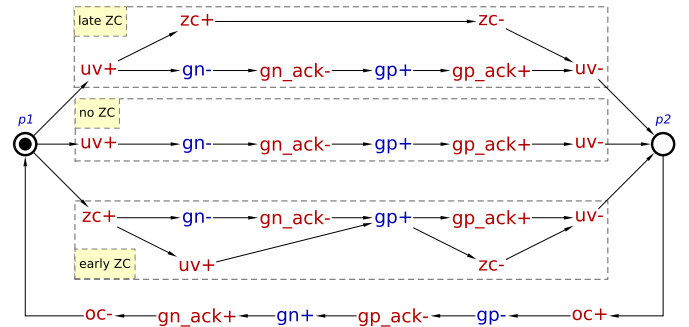 late ZC
zc+ zc-
uv+ gn- gn_ack- gp+ gp_ack+ uv-
p1 no ZC p2
uv+ gn- gn_ack- gp+ gp_ack+ uv-
zc+ gn- gn_ack- gp+ gp_ack+ uv-
early ZC uv+ zc-
oc- gn_ack+ gn+ gp_ack- gp- oc+